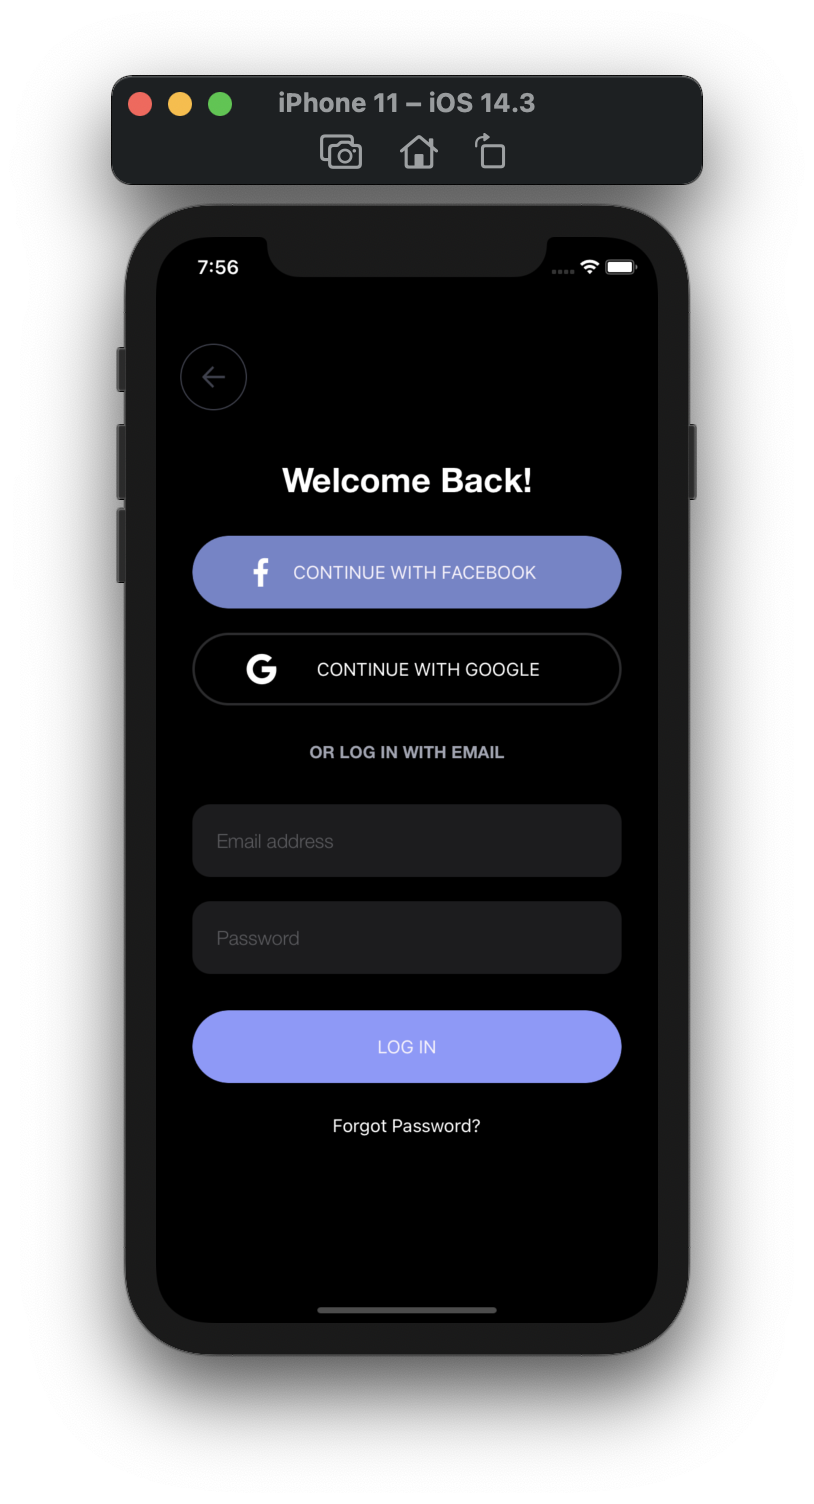 iPhone 11 – iOS 14.3
7:56
Welcome Back!
CONTINUE WITH FACEBOOK
CONTINUE WITH GOOGLE
OR LOG IN WITH EMAIL
Email address
Password
LOG IN
Forgot Password?